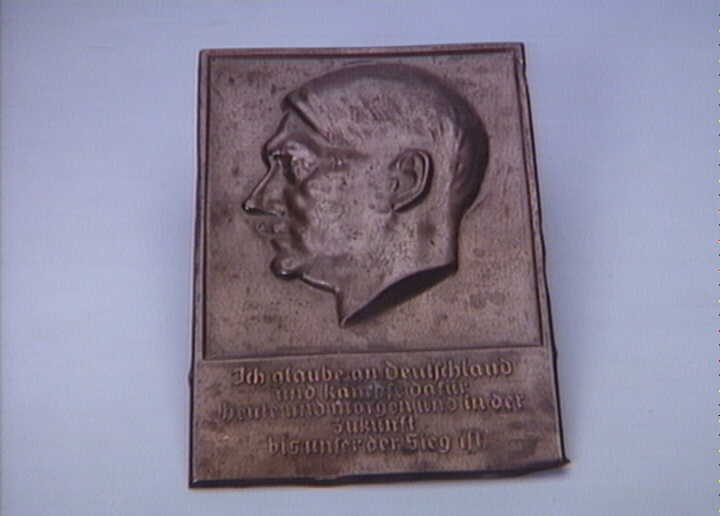 Ich glaube an Deutschland
und kämpfe dafür
heute und morgen und in der
Zukunft
bis unser der Sieg ist